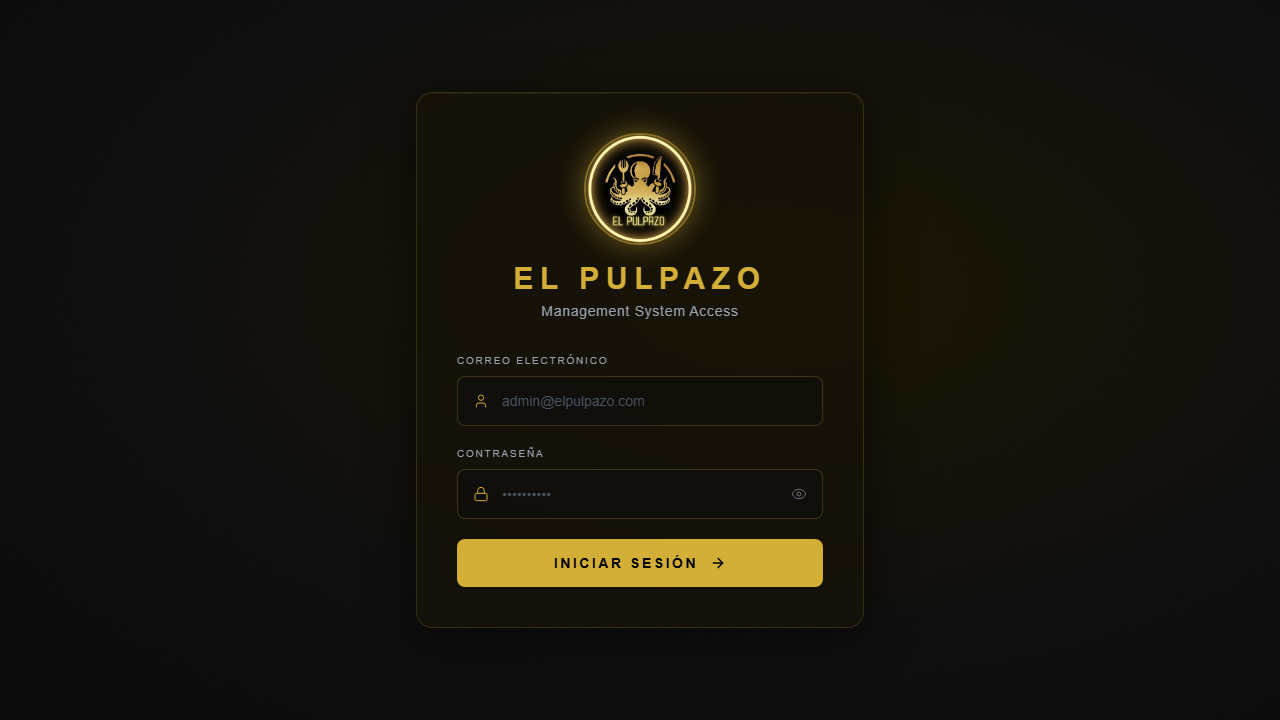 EL PULPAZO
EL PULPAZO
Management System Access
CORREO ELECTRÓNICO
admin@elpulpazo.com
CONTRASEÑA
••••••••••
INICIAR SESIÓN →